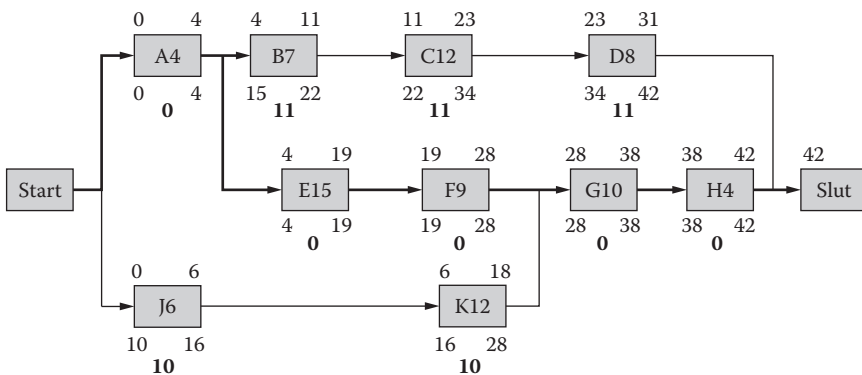 0 4 4 11 11 23 23 31
A4 B7 C12 D8
0 4 15 22 22 34 34 42
0 11 11 11
4 19 19 28 28 38 38 42 42
Start E15 F9 G10 H4 Slut
4 19 19 28 28 38 38 42
0 0 0 0
0 6 6 18
J6 K12
10 16 16 28
10 10